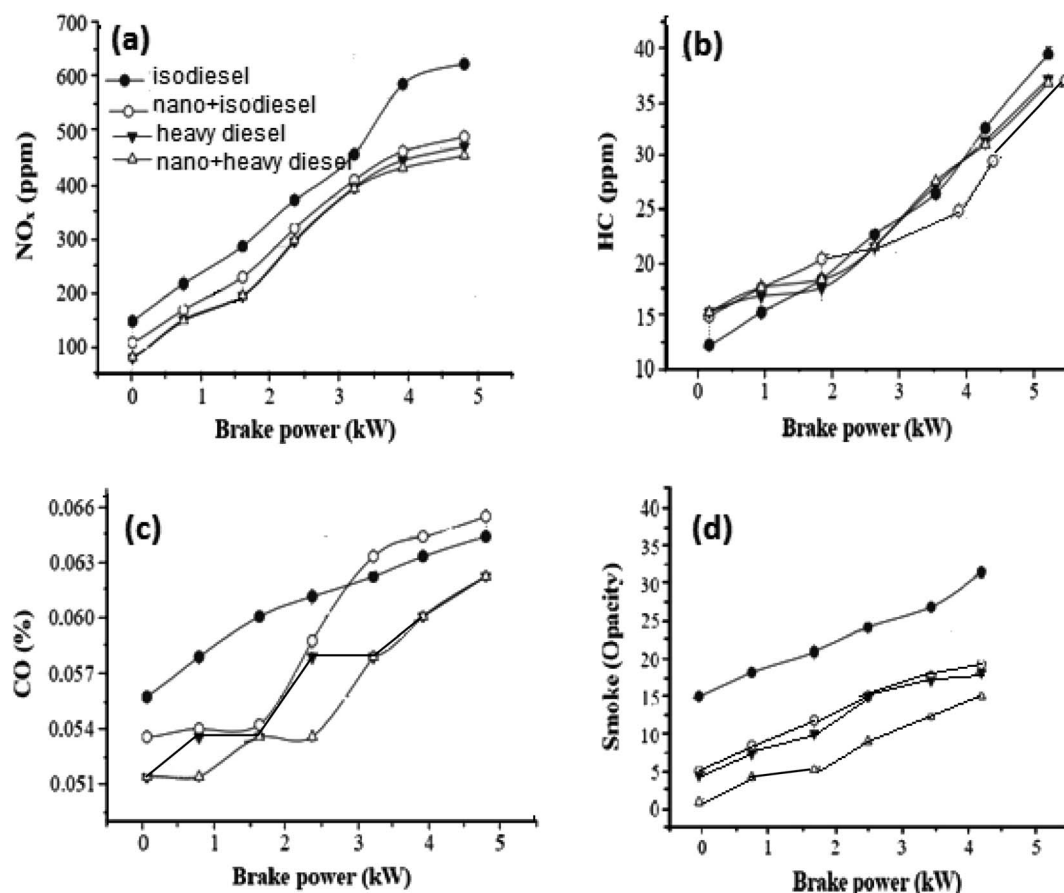 (a)
700
600
500
400
300
200
100
NOx (ppm)
isodiesel
nano+isodiesel
heavy diesel
nano+heavy diesel
0 1 2 3 4 5
Brake power (kW)
(b)
40
35
30
25
20
15
10
HC (ppm)
0 1 2 3 4 5
Brake power (kW)
(c)
0.066
0.063
0.060
0.057
0.054
0.051
CO (%)
0 1 2 3 4 5
Brake power (kW)
(d)
40
35
30
25
20
15
10
5
0
Smoke (Opacity)
0 1 2 3 4 5
Brake power (kW)